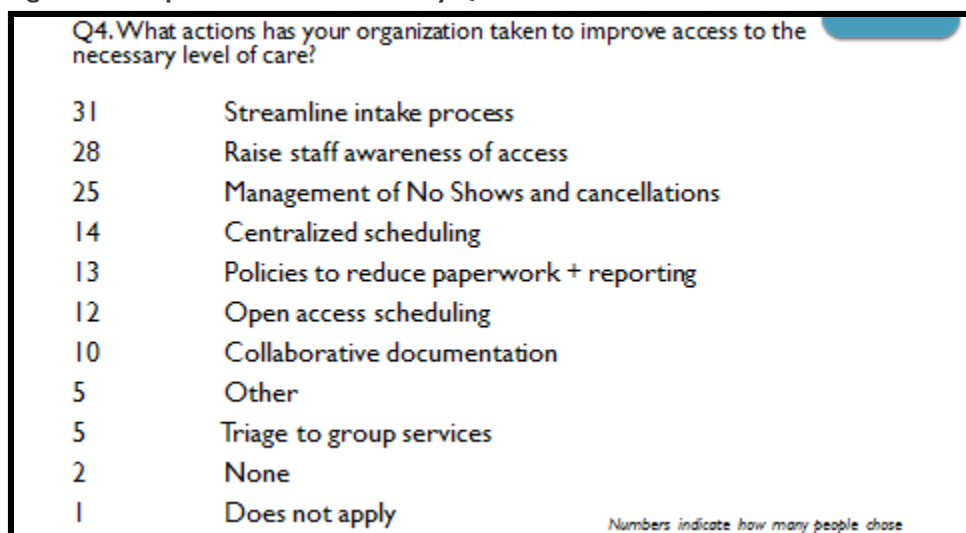 Q4. What actions has your organization taken to improve access to the
necessary level of care?
31 Streamline intake process
28 Raise staff awareness of access
25 Management of No Shows and cancellations
14 Centralized scheduling
13 Policies to reduce paperwork + reporting
12 Open access scheduling
10 Collaborative documentation
5 Other
5 Triage to group services
2 None
1 Does not apply
Numbers indicate how many people chose